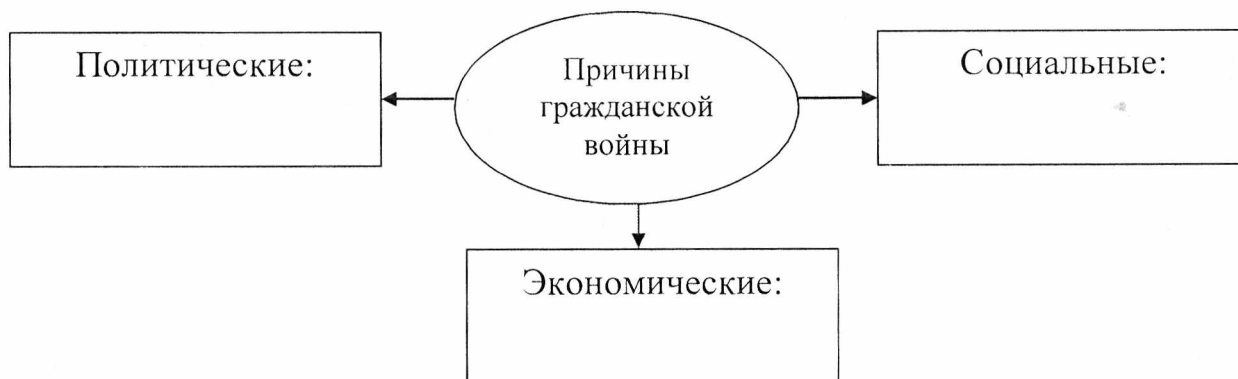 Политические:
Причины
гражданской
войны
Социальные:
Экономические: